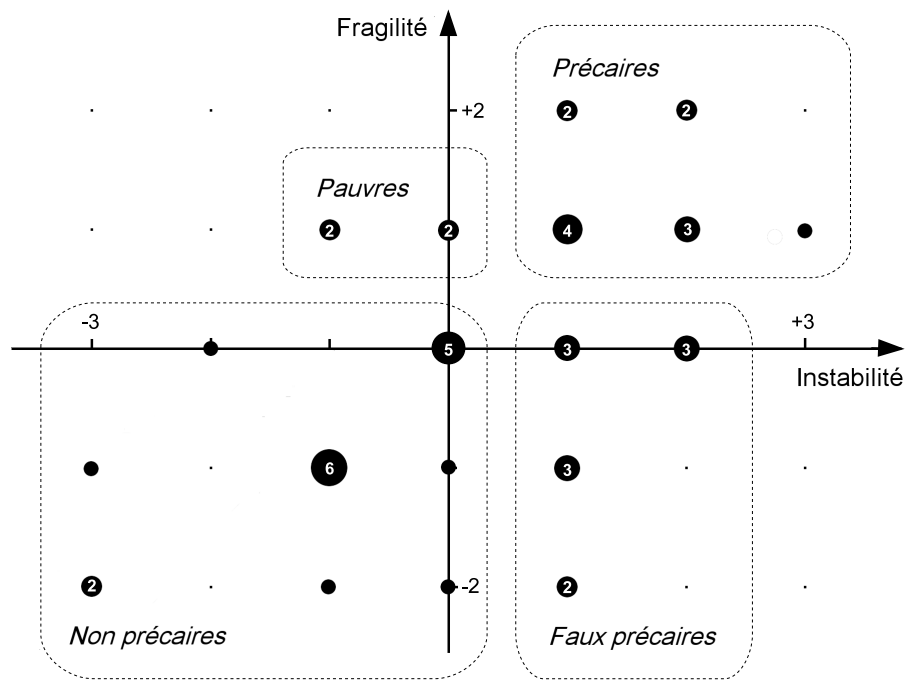 Fragilité
Précaires
+2
2
2
Pauvres
2
2
4
3
-3
+3
5
3
3
Instabilité
6
3
2
-2
2
Non précaires
Faux précaires